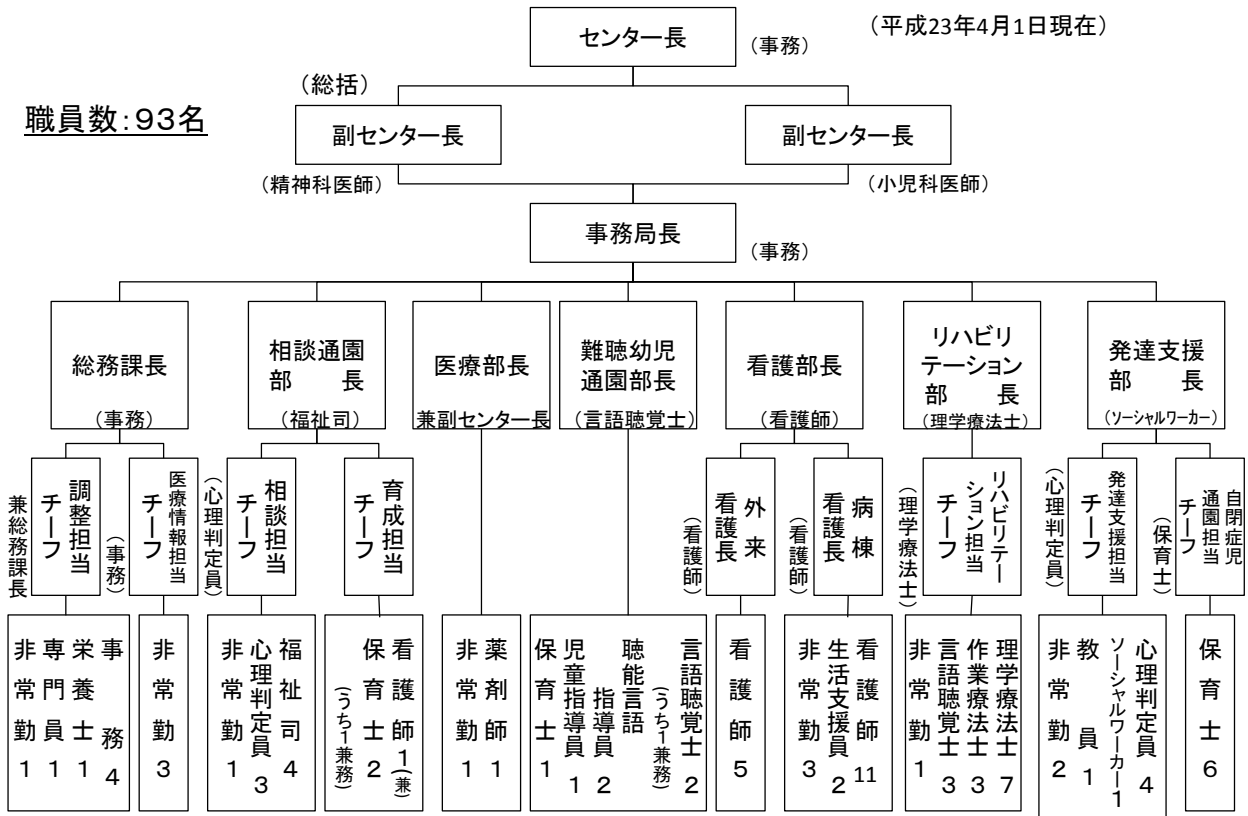 センター長
（事務）
（平成23年4月1日現在）
（総括）
職員数：93名
副センター長
（精神科医師）
副センター長
（小児科医師）
事務局長
（事務）
総務課長
（事務）
相談通園
部　　長
（福祉司）
医療部長
兼副センター長
難聴幼児
通園部長
（言語聴覚士）
看護部長
（看護師）
リハビリ
テーション
部　　長
（理学療法士）
発達支援
部　　長
（ソーシャルワーカー）
調整担当
チーフ
兼総務課長
医療情報担当
チーフ
（事務）
相談担当
チーフ
（心理判定員）
育成担当
チーフ
外来
看護長
（看護師）
病棟
看護長
（看護師）
リハビリテー
ション担当
チーフ
（理学療法士）
発達支援担当
チーフ
（心理判定員）
自閉症児
通園担当
チーフ
（保育士）
事　務　4
栄養士　1
専門員　1
非常勤　1
非常勤　3
福祉司　4
心理判定員　3
非常勤　1
看護師　1（兼）
保育士　2
（うち1兼務）
薬剤師　1
非常勤　1
言語聴覚士　2
（うち1兼務）
聴能言語
指導員　2
児童指導員　1
保育士　1
看護師　5
看護師　11
生活支援員　2
非常勤　3
理学療法士　7
作業療法士　3
言語聴覚士　3
非常勤　1
心理判定員　4
ソーシャルワーカー　1
教　員　1
非常勤　2
保育士　6